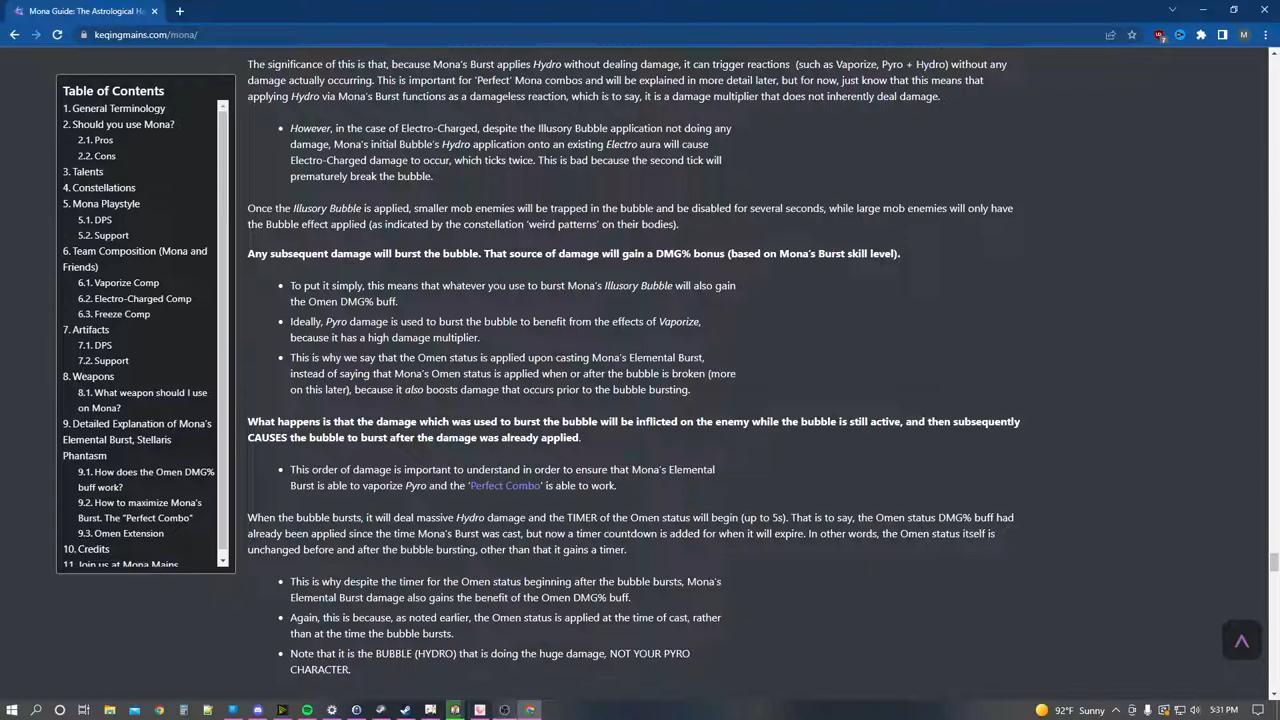 Mona Guide: The Astrological Ha
keqingmains.com/mona/
M
The significance of this is that, because Mona's Burst applies Hydro without dealing damage, it can trigger reactions (such as Vaporize, Pyro + Hydro) without any
damage actually occurring. This is important for 'Perfect' Mona combos and will be explained in more detail later, but for now, just know that this means that
applying Hydro via Mona's Burst functions as a damageless reaction, which is to say, it is a damage multiplier that does not inherently deal damage.
However, in the case of Electro-Charged, despite the Illusory Bubble application not doing any
damage, Mona's initial Bubble's Hydro application onto an existing Electro aura will cause
Electro-Charged damage to occur, which ticks twice. This is bad because the second tick will
prematurely break the bubble.
Once the Illusory Bubble is applied, smaller mob enemies will be trapped in the bubble and be disabled for several seconds, while large mob enemies will only have
the Bubble effect applied (as indicated by the constellation 'weird patterns' on their bodies).
Any subsequent damage will burst the bubble. That source of damage will gain a DMG% bonus (based on Mona's Burst skill level).
To put it simply, this means that whatever you use to burst Mona's Illusory Bubble will also gain
the Omen DMG% buff.
Ideally, Pyro damage is used to burst the bubble to benefit from the effects of Vaporize,
because it has a high damage multiplier.
This is why we say that the Omen status is applied upon casting Mona's Elemental Burst,
instead of saying that Mona's Omen status is applied when or after the bubble is broken (more
on this later), because it also boosts damage that occurs prior to the bubble bursting.
What happens is that the damage which was used to burst the bubble will be inflicted on the enemy while the bubble is still active, and then subsequently
CAUSES the bubble to burst after the damage was already applied.
This order of damage is important to understand in order to ensure that Mona's Elemental
Burst is able to vaporize Pyro and the 'Perfect Combo' is able to work.
When the bubble bursts, it will deal massive Hydro damage and the TIMER of the Omen status will begin (up to 5s). That is to say, the Omen status DMG% buff had
already been applied since the time Mona's Burst was cast, but now a timer countdown is added for when it will expire. In other words, the Omen status itself is
unchanged before and after the bubble bursting, other than that it gains a timer.
This is why despite the timer for the Omen status beginning after the bubble bursts, Mona's
Elemental Burst damage also gains the benefit of the Omen DMG% buff.
Again, this is because, as noted earlier, the Omen status is applied at the time of cast, rather
than at the time the bubble bursts.
Note that it is the BUBBLE (HYDRO) that is doing the huge damage, NOT YOUR PYRO
CHARACTER.
Table of Contents
1. General Terminology
2. Should you use Mona?
2.1. Pros
2.2. Cons
3. Talents
4. Constellations
5. Mona Playstyle
5.1. DPS
5.2. Support
6. Team Composition (Mona and
Friends)
6.1. Vaporize Comp
6.2. Electro-Charged Comp
6.3. Freeze Comp
7. Artifacts
7.1. DPS
7.2. Support
8. Weapons
8.1. What weapon should I use
on Mona?
9. Detailed Explanation of Mona's
Elemental Burst, Stellaris
Phantasm
9.1. How does the Omen DMG%
buff work?
9.2. How to maximize Mona's
Burst. The "Perfect Combo"
9.3. Omen Extension
10. Credits
11. Join us at Mona Mains
92°F Sunny
5:31 PM